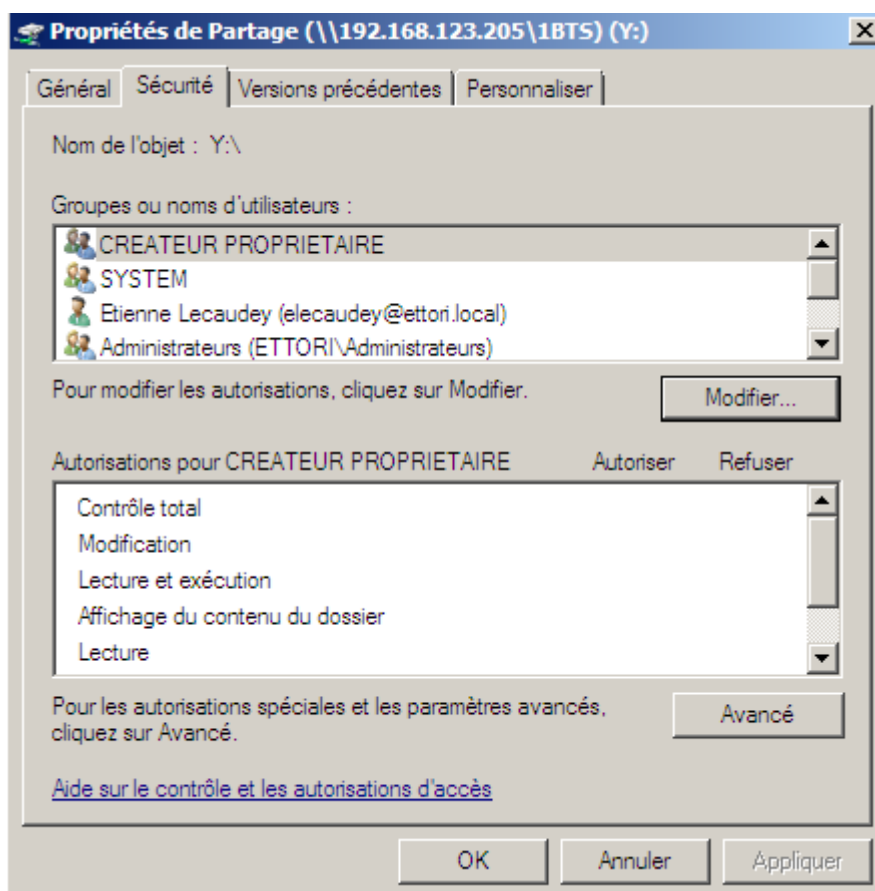 Propriétés de Partage (\\192.168.123.205\1BTS) (Y:)
Général Sécurité Versions précédentes Personnaliser
Nom de l'objet : Y:\
Groupes ou noms d'utilisateurs :
CREATEUR PROPRIETAIRE
SYSTEM
Etienne Lecaudey (elecaudey@ettori.local)
Administrateurs (ETTORI\Administrateurs)
Pour modifier les autorisations, cliquez sur Modifier.
Modifier...
Autorisations pour CREATEUR PROPRIETAIRE Autoriser Refuser
Contrôle total
Modification
Lecture et exécution
Affichage du contenu du dossier
Lecture
Pour les autorisations spéciales et les paramètres avancés,
cliquez sur Avancé.
Avancé
Aide sur le contrôle et les autorisations d'accès
OK Annuler Appliquer